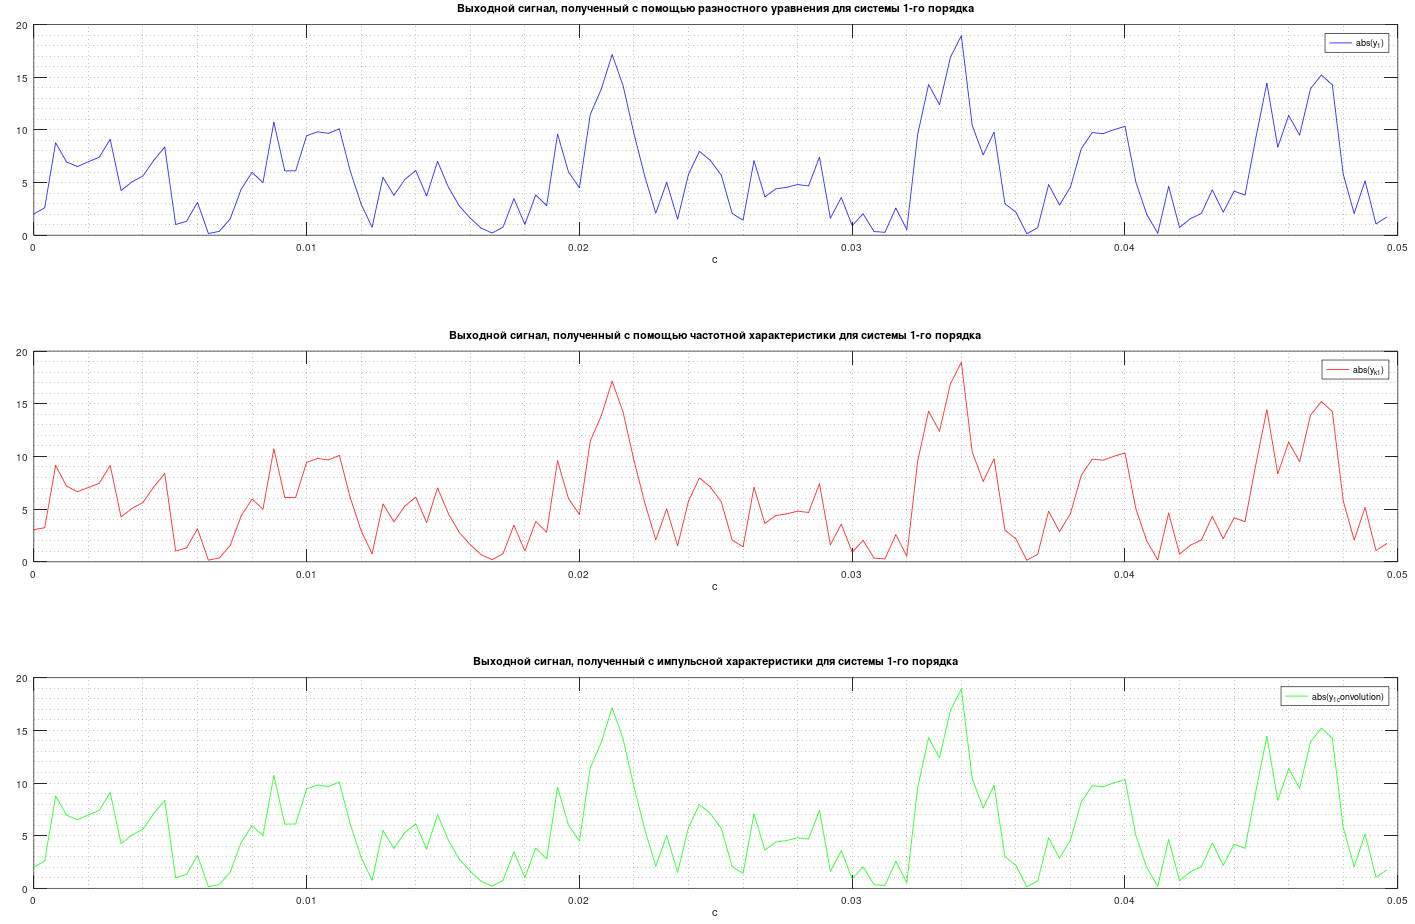 Выходной сигнал, полученный с помощью разностного уравнения для системы 1-го порядка
abs(y1)
20
15
10
5
0
0 0.01 0.02 0.03 0.04 0.05
с
Выходной сигнал, полученный с помощью частотной характеристики для системы 1-го порядка
abs(yk1)
20
15
10
5
0
0 0.01 0.02 0.03 0.04 0.05
с
Выходной сигнал, полученный с импульсной характеристики для системы 1-го порядка
abs(y1convolution)
20
15
10
5
0
0 0.01 0.02 0.03 0.04 0.05
с